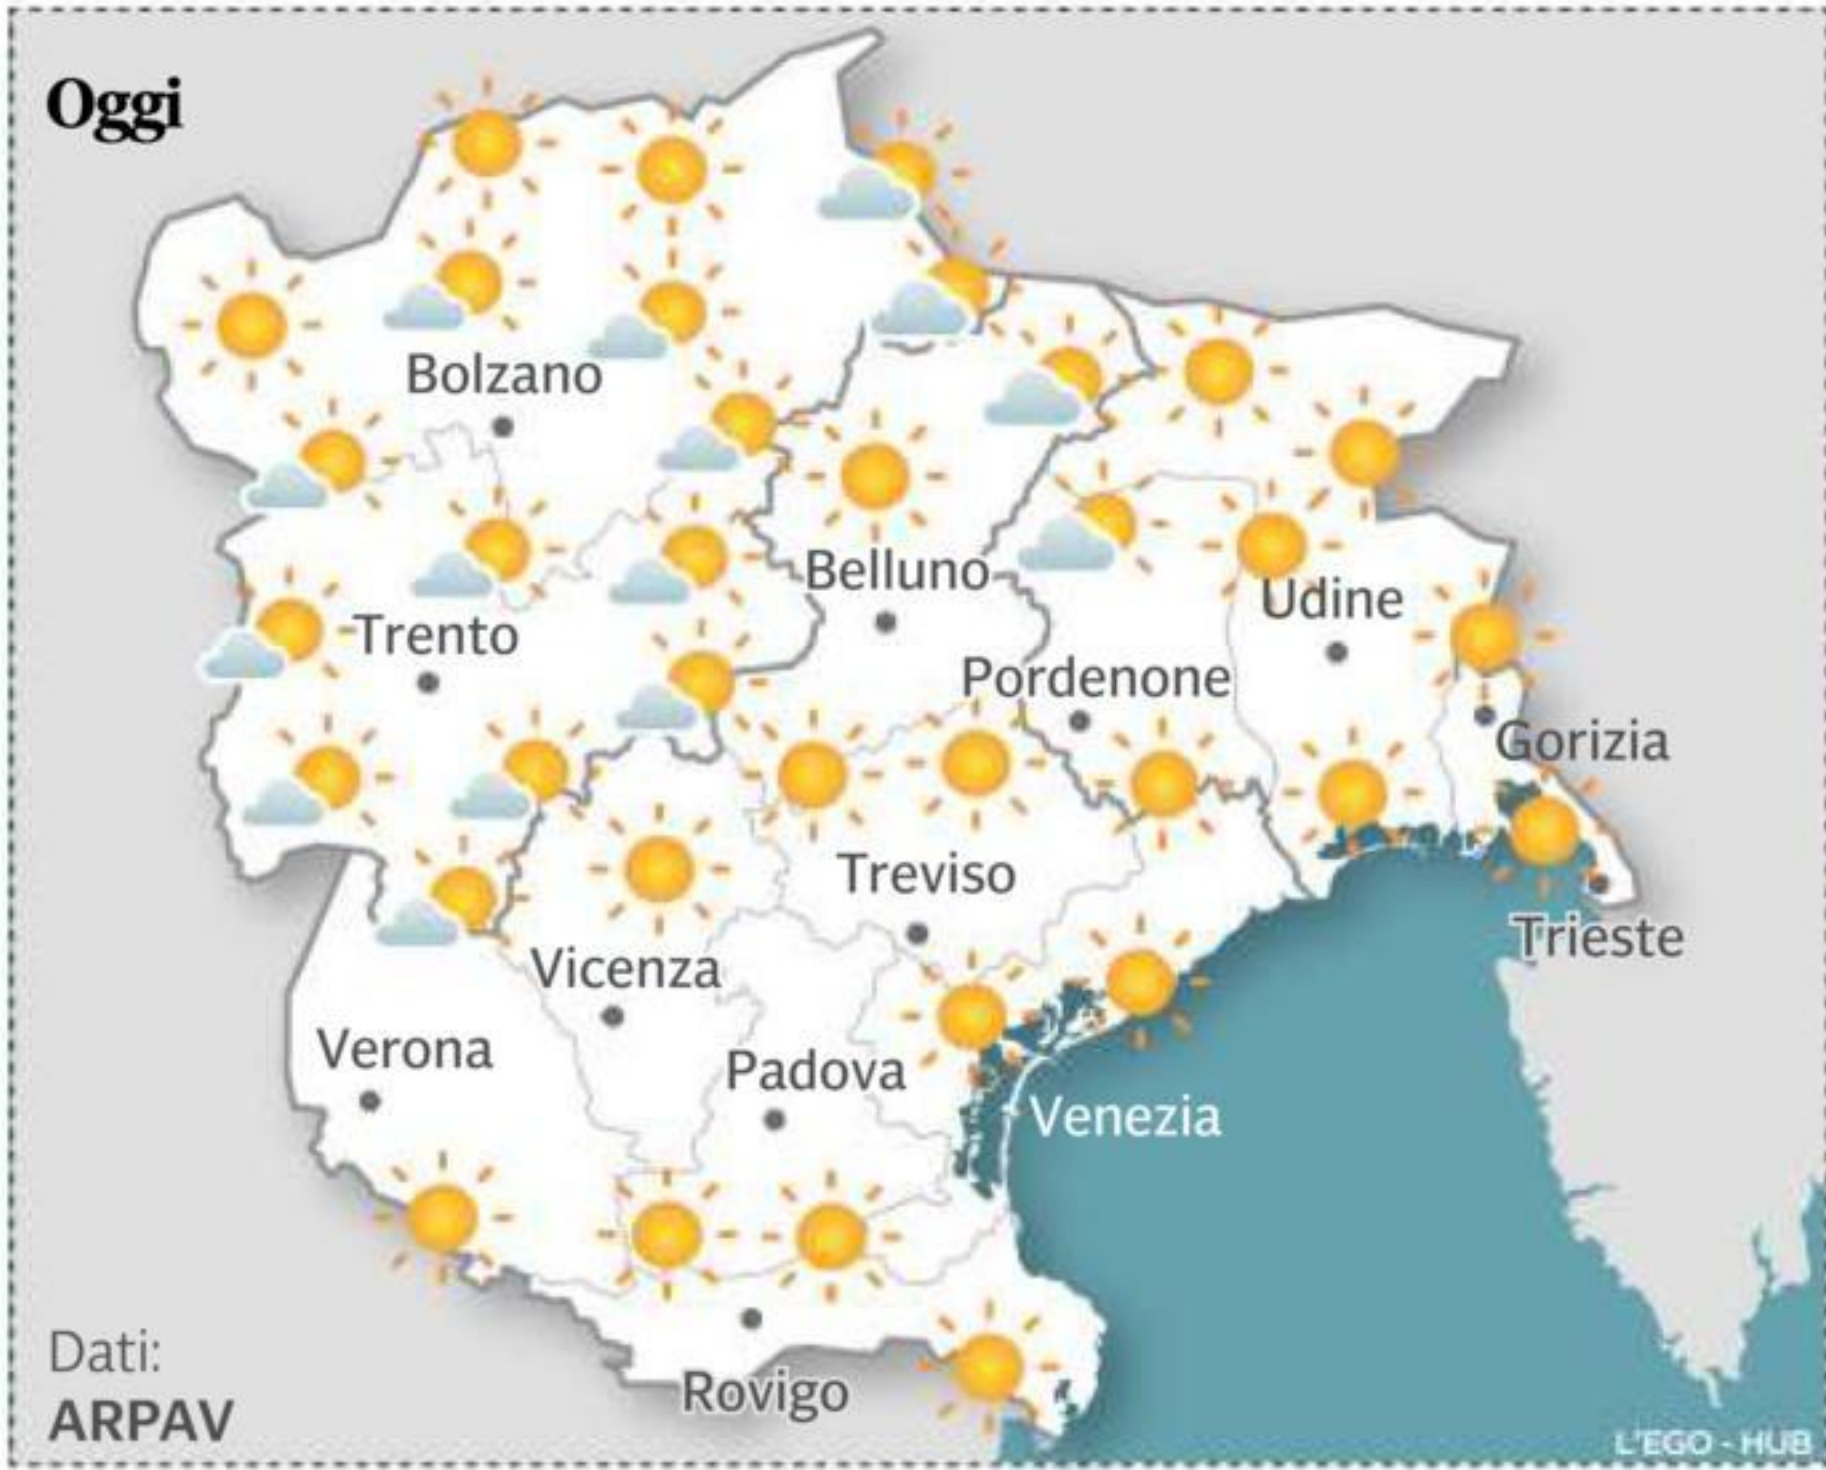 Oggi
Bolzano
Belluno
Udine
Trento
Pordenone
Gorizia
Treviso
Trieste
Vicenza
Verona
Padova
Venezia
Dati:
ARPAV
Rovigo
L'EGO - HUB